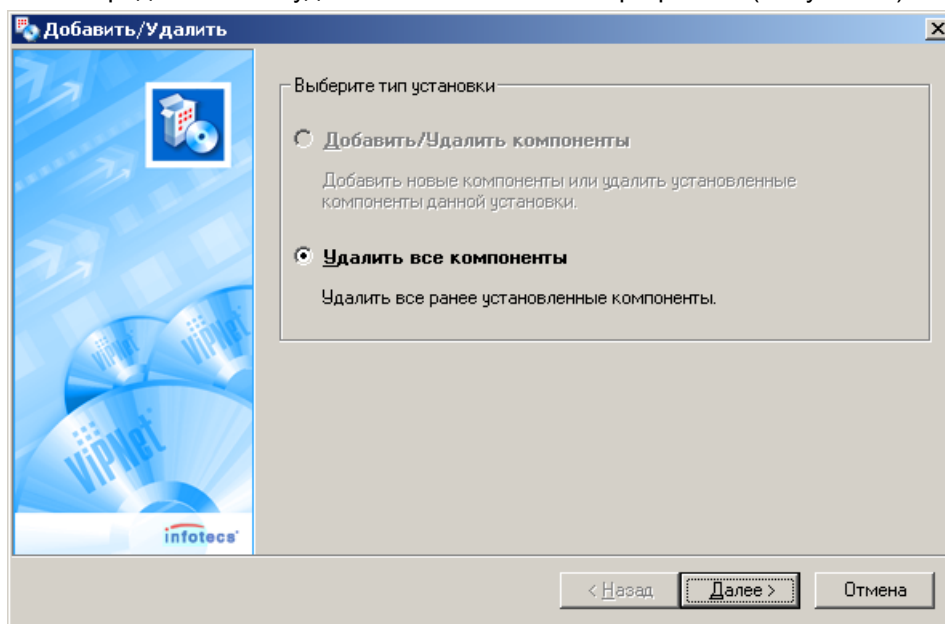 Добавить/Удалить
Выберите тип установки
Добавить/Удалить компоненты
Добавить новые компоненты или удалить установленные
компоненты данной установки.
Удалить все компоненты
Удалить все ранее установленные компоненты.
ViPNet
ViPNet
ViPNet
infotecs
< Назад
Далее >
Отмена